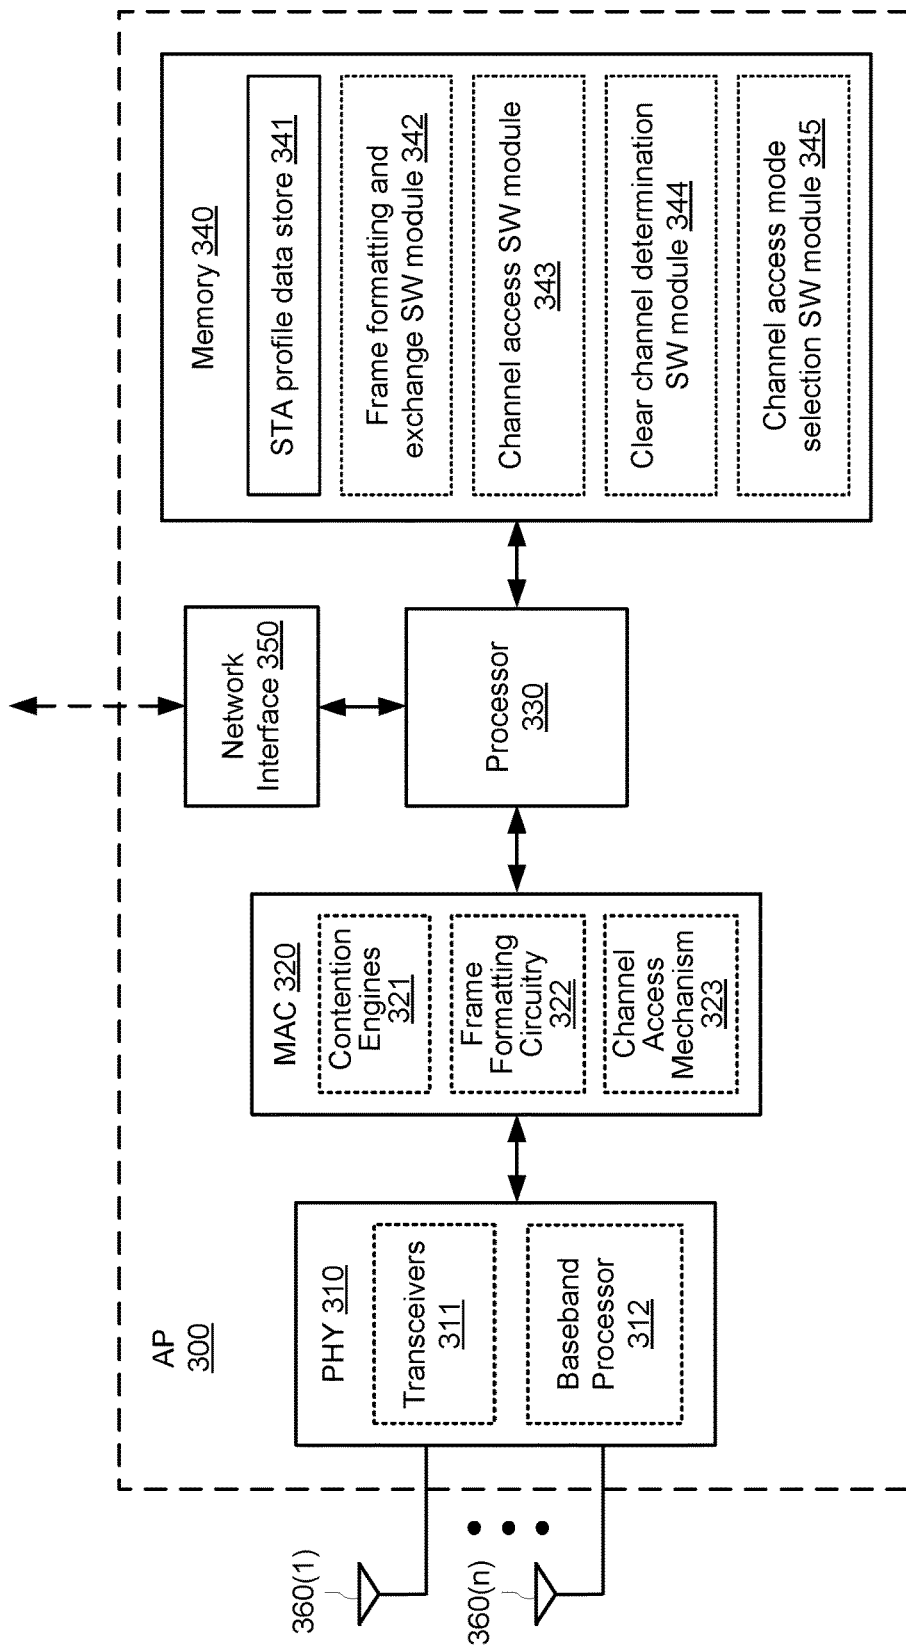 AP
300
360(1)
360(n)
PHY 310
Transceivers
311
Baseband
Processor
312
MAC 320
Contention
Engines
321
Frame
Formatting
Circuitry
322
Channel
Access
Mechanism
323
Network
Interface 350
Processor
330
Memory 340
STA profile data store 341
Frame formatting and
exchange SW module 342
Channel access SW module
343
Clear channel determination
SW module 344
Channel access mode
selection SW module 345